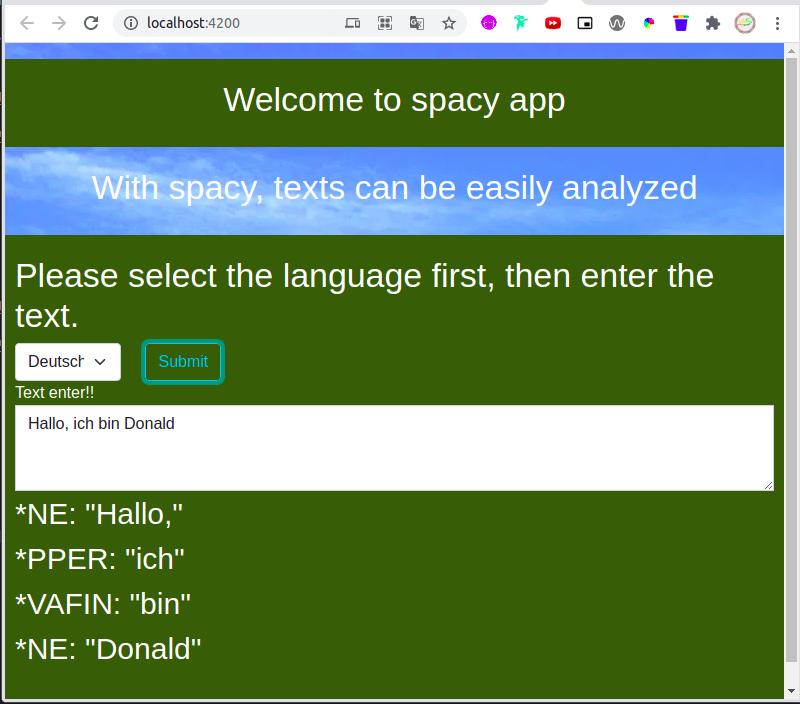 localhost:4200
Welcome to spacy app
With spacy, texts can be easily analyzed
Please select the language first, then enter the
text.
Deutsch
Submit
Text enter!!
Hallo, ich bin Donald
*NE: "Hallo,"
*PPER: "ich"
*VAFIN: "bin"
*NE: "Donald"